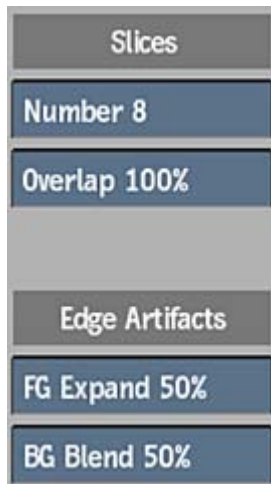 Slices
Number 8
Overlap 100%
Edge Artifacts
FG Expand 50%
BG Blend 50%